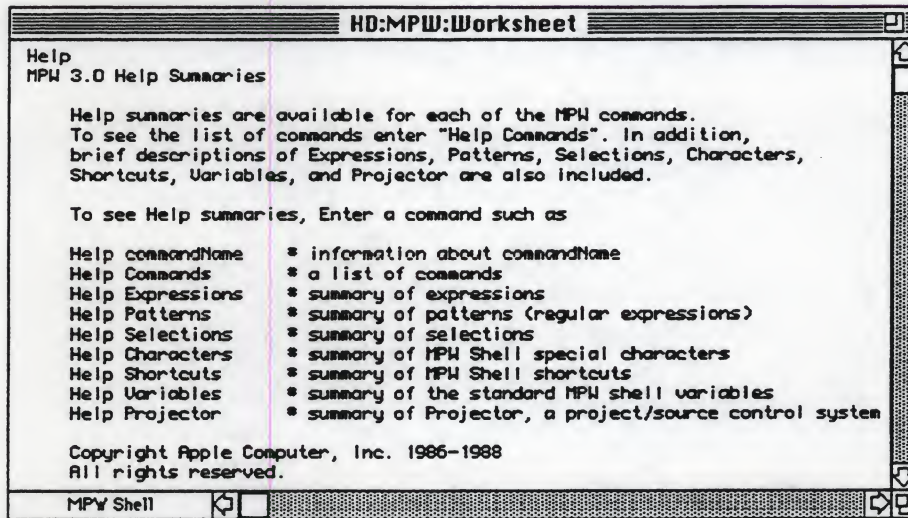 HD:MPW:Worksheet
Help
MPW 3.0 Help Summaries
Help summaries are available for each of the MPW commands.
To see the list of commands enter "Help Commands". In addition,
brief descriptions of Expressions, Patterns, Selections, Characters,
Shortcuts, Variables, and Projector are also included.
To see Help summaries, Enter a command such as
Help commandName * information about commandName
Help Commands * a list of commands
Help Expressions * summary of expressions
Help Patterns * summary of patterns (regular expressions)
Help Selections * summary of selections
Help Characters * summary of MPW Shell special characters
Help Shortcuts * summary of MPW Shell shortcuts
Help Variables * summary of the standard MPW shell variables
Help Projector * summary of Projector, a project/source control system
Copyright Apple Computer, Inc. 1986-1988
All rights reserved.
MPW Shell